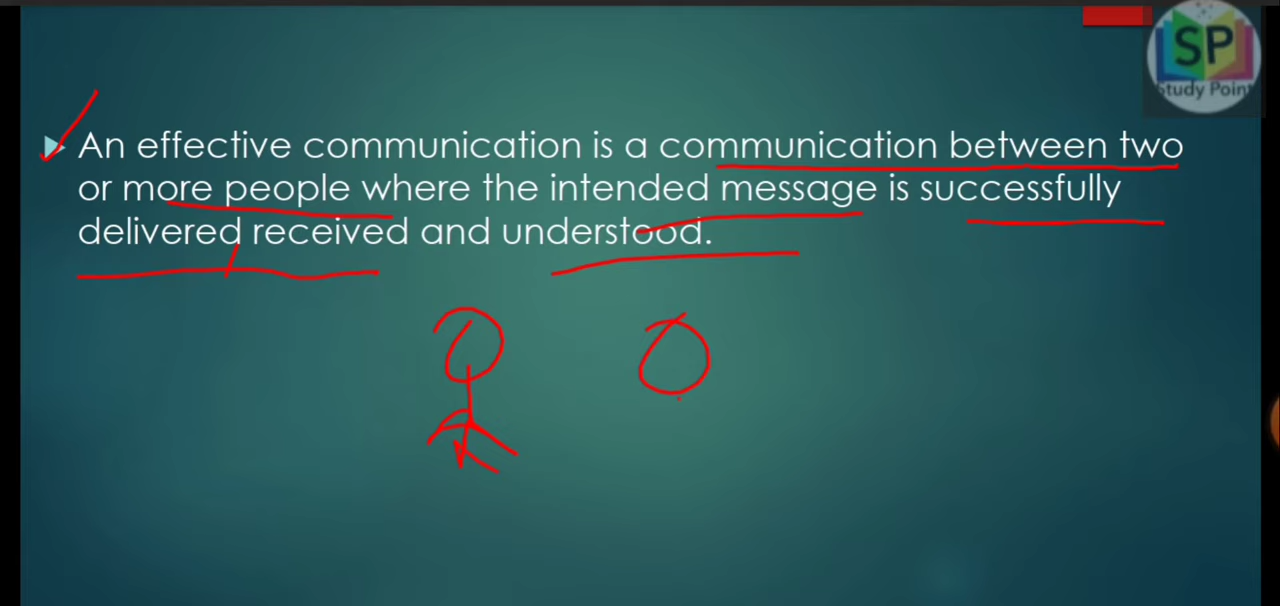 SP
Study Point
An effective communication is a communication between two
or more people where the intended message is successfully
delivered received and understood.